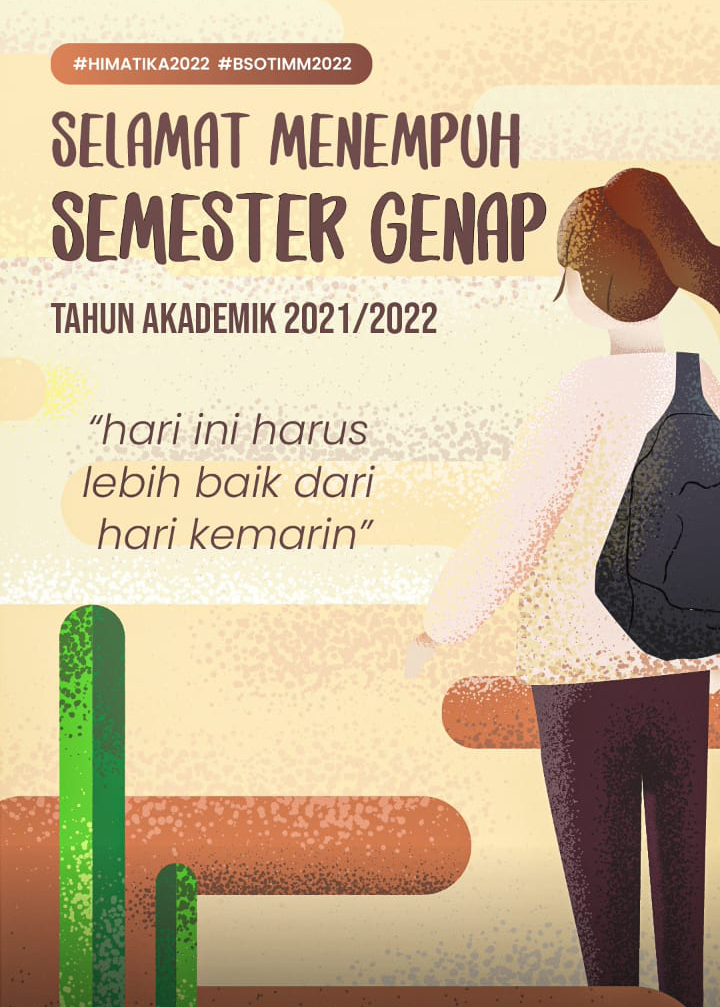 #HIMATIKA2022 #BSOTIMM2022
SELAMAT MENEMPUH
SEMESTER GENAP
TAHUN AKADEMIK 2021/2022
“hari ini harus
lebih baik dari
hari kemarin”